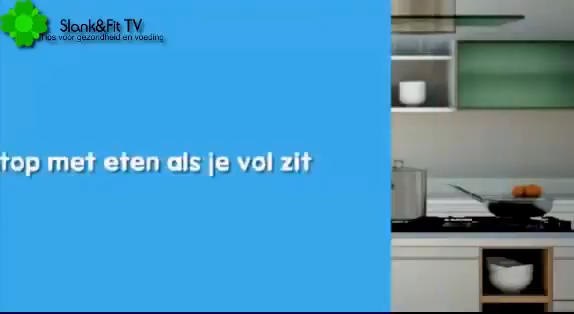 Slank&Fit TV
Tips voor gezondheid en voeding
top met eten als je vol zit